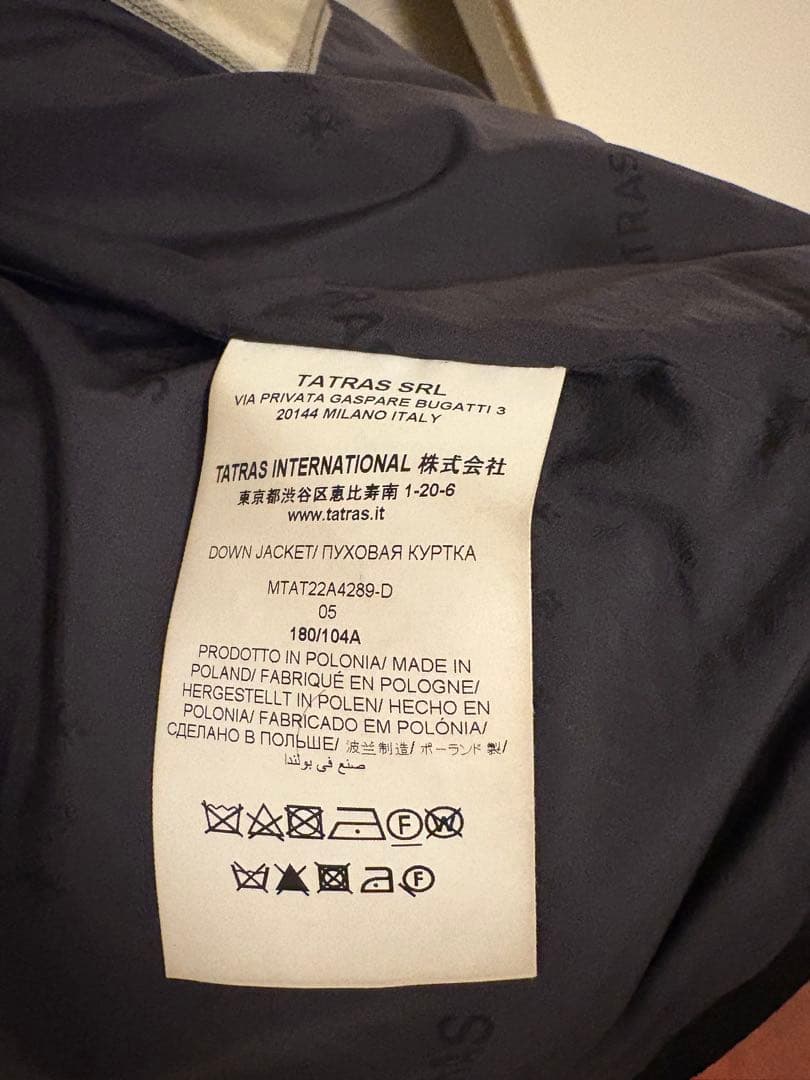 TRAS
TATRAS SRL
VIA PRIVATA GASPARE BUGATTI 3
20144 MILANO ITALY
TATRAS INTERNATIONAL 株式会社
東京都渋谷区恵比寿南 1-20-6
www.tatras.it
DOWN JACKET/ ПУХОВАЯ КУРТКА
MTAT22A4289-D
05
180/104A
PRODOTTO IN POLONIA/ MADE IN
POLAND/ FABRIQUÉ EN POLOGNE/
HERGESTELLT IN POLEN/ HECHO EN
POLONIA/ FABRICADO EM POLÓNIA/
СДЕЛАНО В ПОЛЬШЕ/ 波兰制造/ ポーランド 製/
صنع في بولندا
F W
F
AS